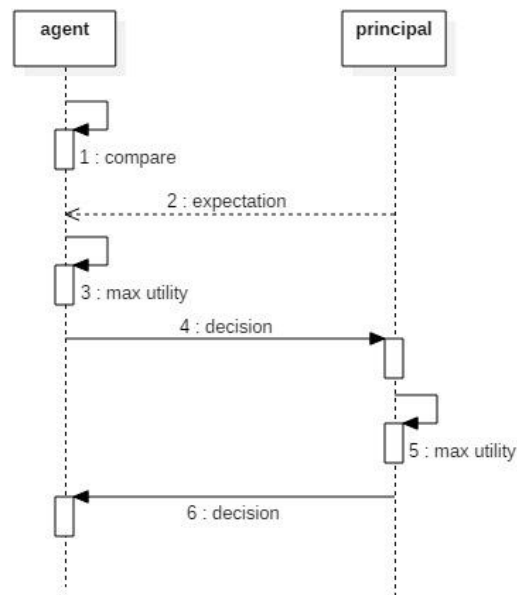 agent
principal
1 : compare
2 : expectation
3 : max utility
4 : decision
5 : max utility
6 : decision